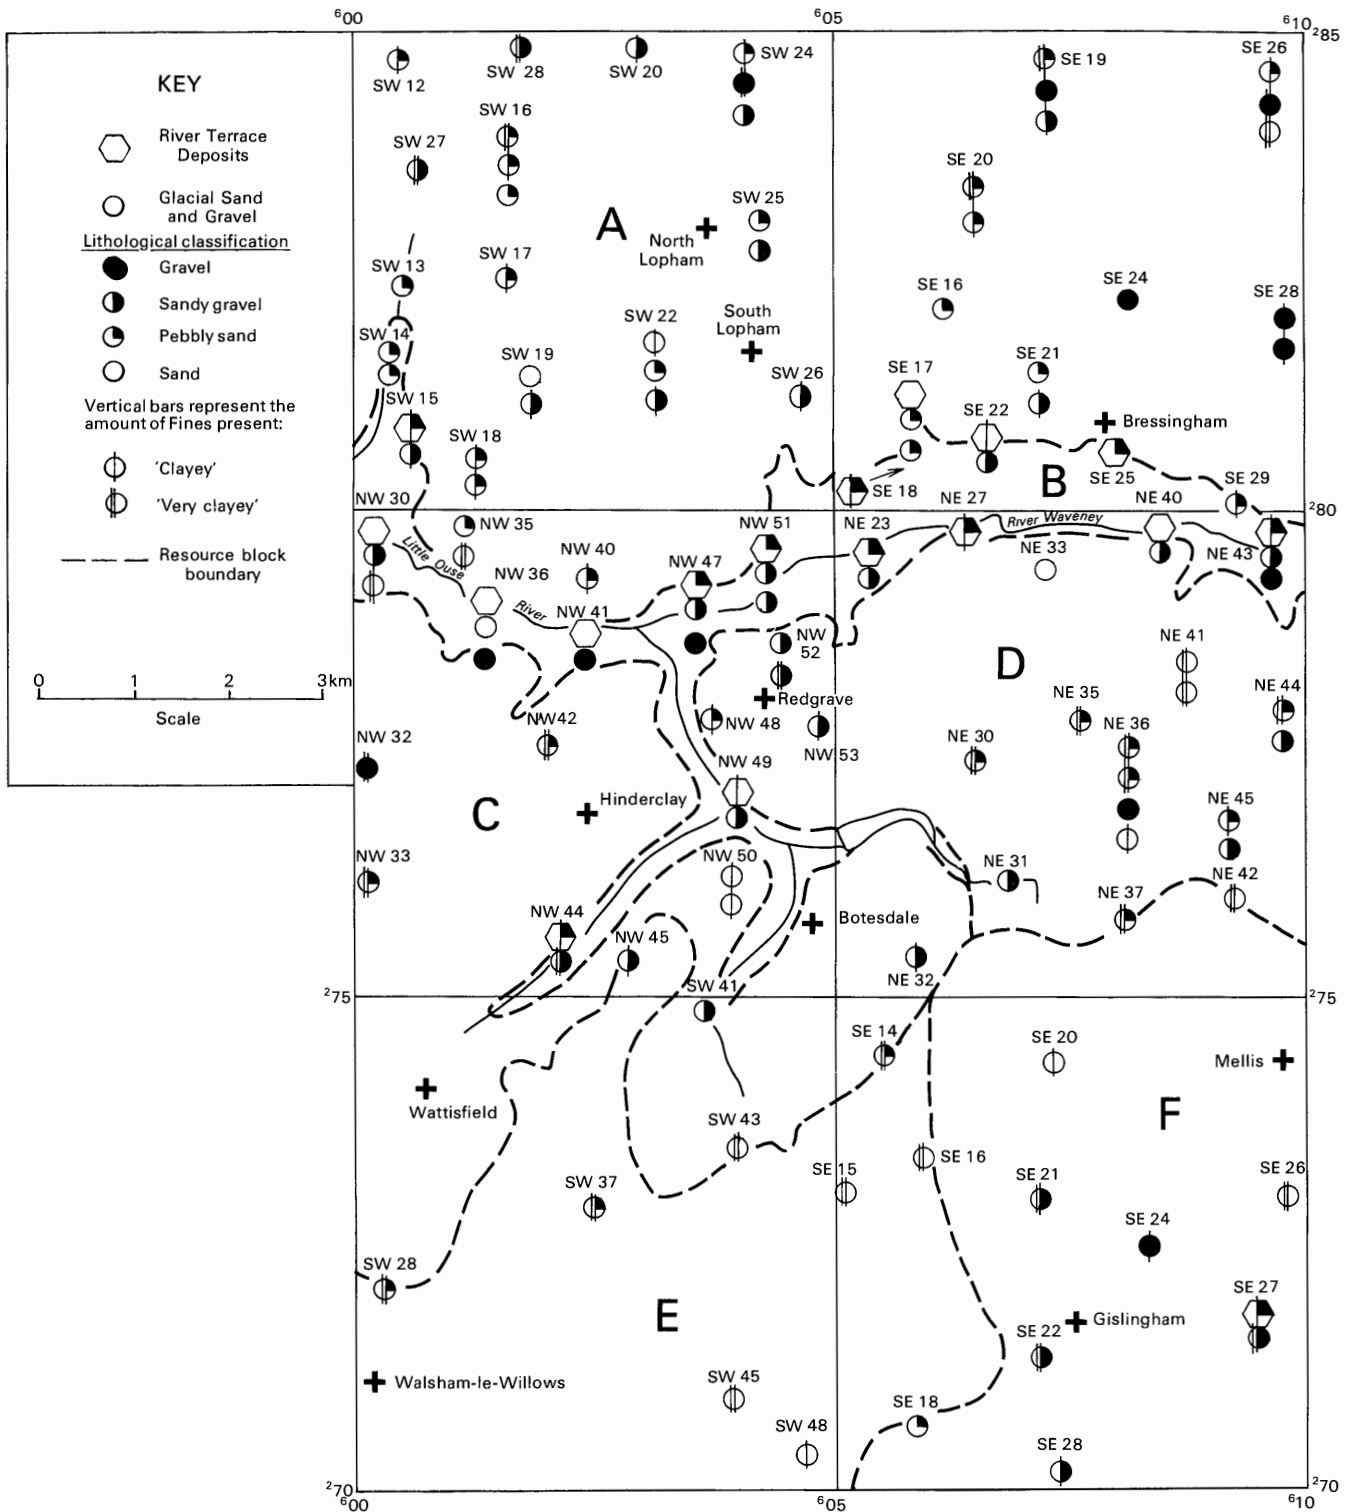 ⁶00
⁶05
⁶10
²85
KEY
River Terrace
Deposits
Glacial Sand
and Gravel
Lithological classification
Gravel
Sandy gravel
Pebbly sand
Sand
Vertical bars represent the
amount of Fines present:
'Clayey'
'Very clayey'
Resource block
boundary
0 1 2 3km
Scale
SW 12
SW 28
SW 20
SW 24
SE 19
SE 26
SW 16
SW 27
SE 20
SW 25
A
North
Lopham
SW 17
SW 13
SE 16
SE 24
SE 28
South
Lopham
SW 22
SW 14
SW 19
SE 21
SE 17
SW 26
SW 15
SE 22
Bressingham
SW 18
B
SE 25
SE 29
SE 18
NW 30
NE 27
NE 40
²80
NW 35
NW 51
NE 23
River Waveney
Little Ouse
NW 40
NE 33
NE 43
NW 47
NW 36
River
NW 41
NW
52
NE 41
D
Redgrave
NE 35
NE 44
NW 42
NW 48
NE 36
NW 32
NW 53
NE 30
NW 49
Hinderclay
NE 45
C
NW 33
NW 50
NE 31
NE 42
NE 37
NW 44
Botesdale
NW 45
NE 32
SW 41
²75
²75
SE 14
SE 20
Mellis
Wattisfield
F
SW 43
SE 16
SE 15
SE 21
SE 26
SW 37
SE 24
SW 28
SE 27
E
Gislingham
SE 22
SW 45
Walsham-le-Willows
SE 18
SW 48
SE 28
²70
²70
⁶00
⁶05
⁶10